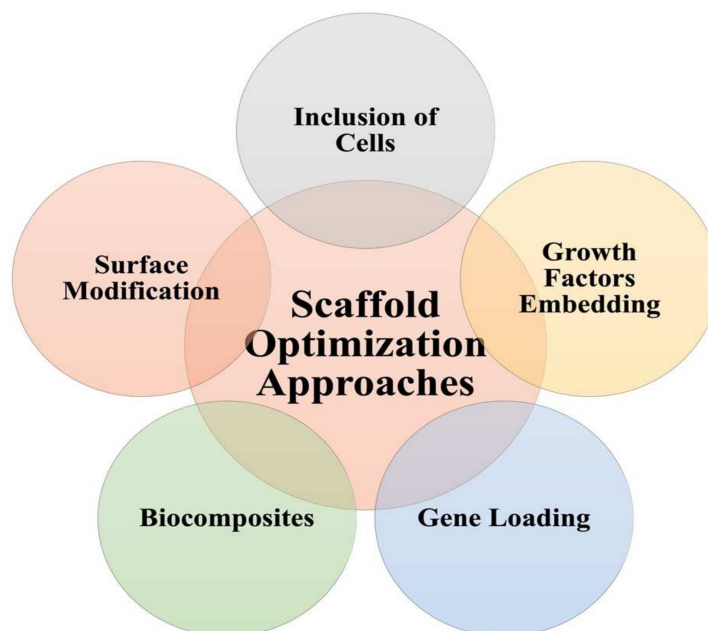 Inclusion of
Cells
Surface
Modification
Growth
Factors
Embedding
Scaffold
Optimization
Approaches
Biocomposites
Gene Loading